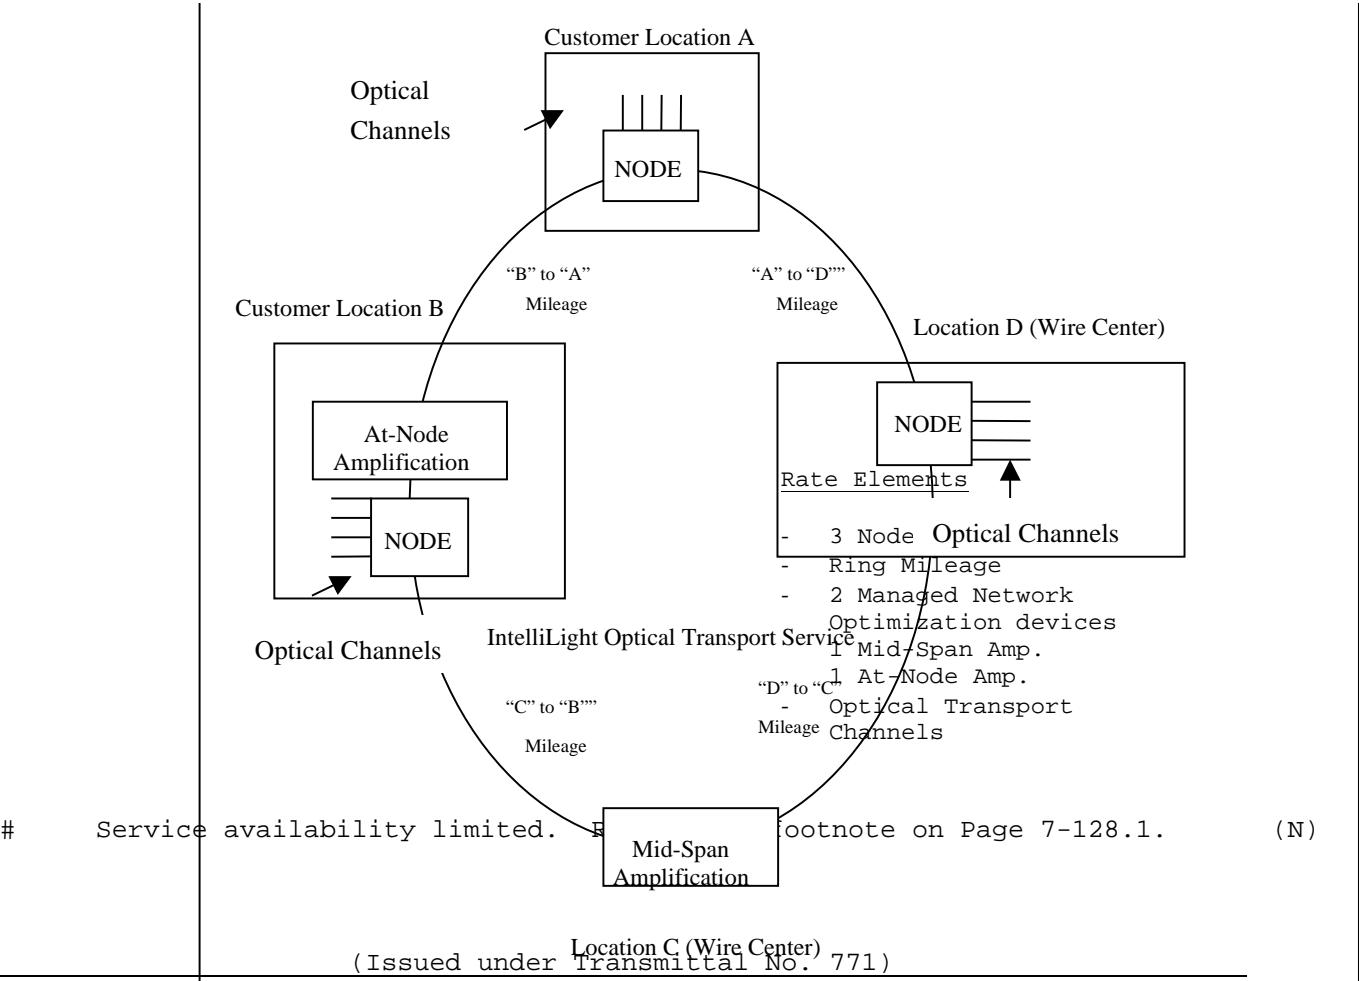 Customer Location A
Optical
Channels
NODE
“B” to “A”
Mileage
“A” to “D””
Mileage
Customer Location B
Location D (Wire Center)
At-Node
Amplification
NODE
NODE
Rate Elements
- 3 Node
Optical Channels
- Ring Mileage
- 2 Managed Network
Optimization devices
1 Mid-Span Amp.
1 At-Node Amp.
- Optical Transport
Channels
Optical Channels
IntelliLight Optical Transport Service
“C” to “B””
Mileage
“D” to “C”
Mileage
# Service availability limited. footnote on Page 7-128.1. (N)
Mid-Span
Amplification
Location C (Wire Center)
(Issued under Transmittal No. 771)